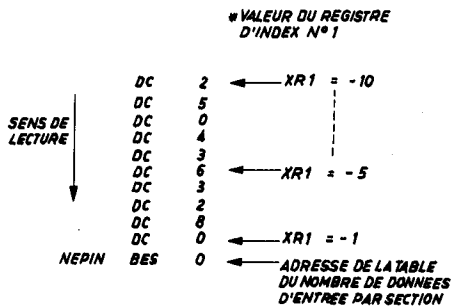 * VALEUR DU REGISTRE
D'INDEX N° 1
DC 2 XR1 = -10
DC 5
DC 0
SENS DE
LECTURE
DC 4
DC 3
DC 6 XR1 = -5
DC 3
DC 2
DC 8
DC 0 XR1 = -1
NEPIN BES 0 ADRESSE DE LA TABLE
DU NOMBRE DE DONNEES
D'ENTREE PAR SECTION